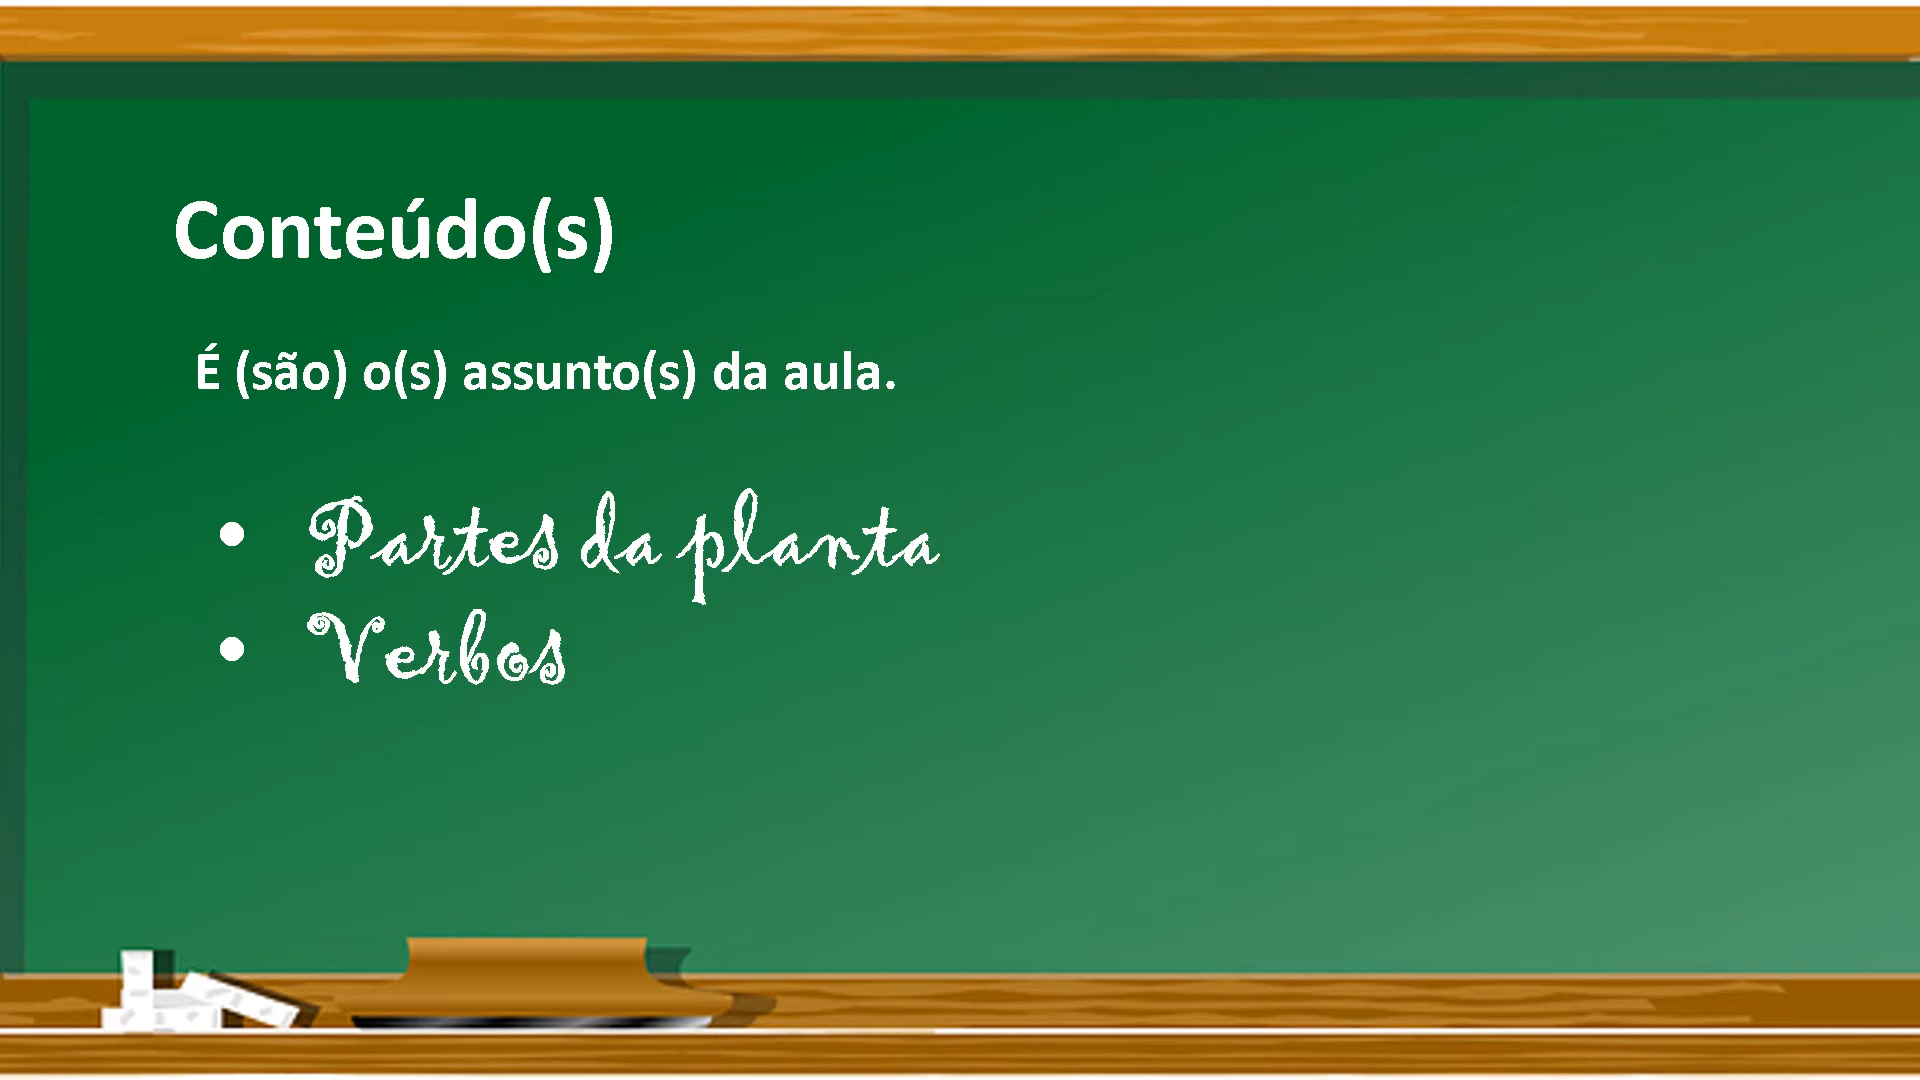 Conteúdo(s)
É (são) o(s) assunto(s) da aula.
• Partes da planta
• Verbos